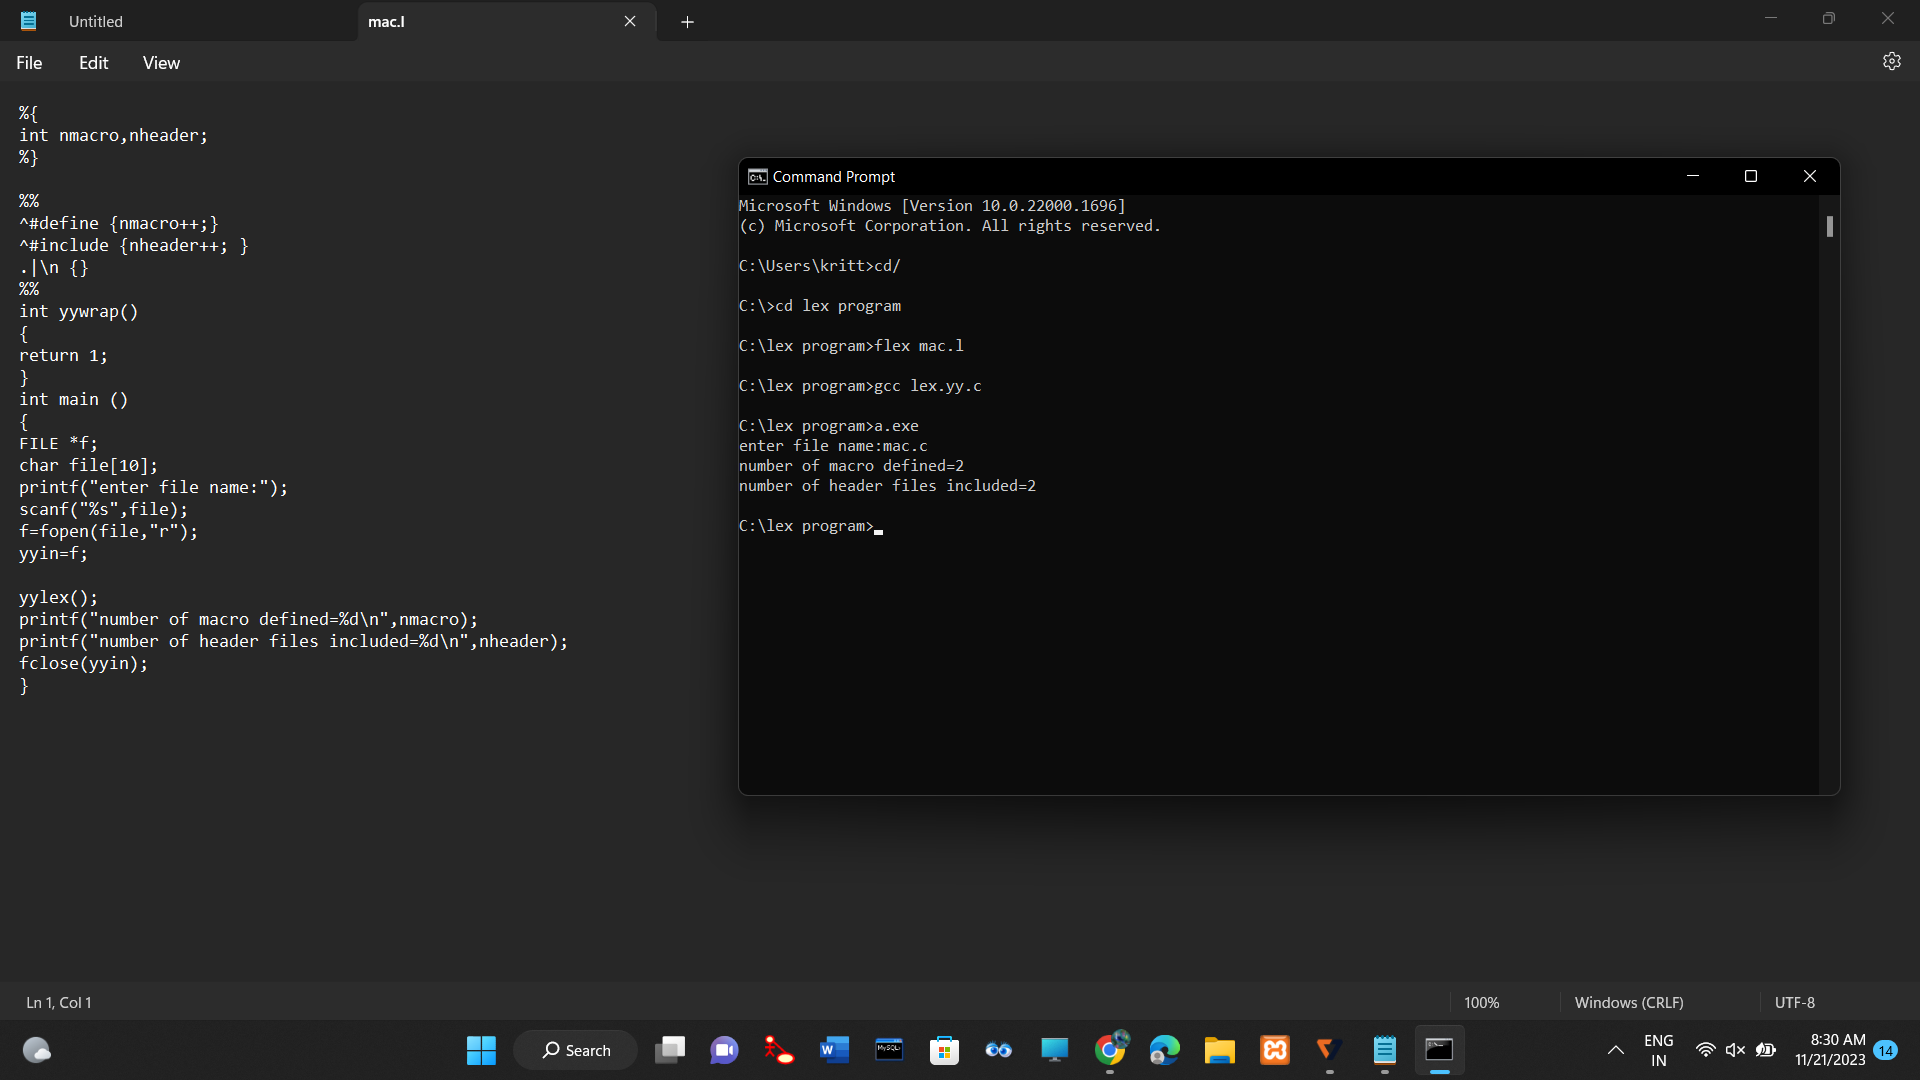 Untitled
mac.l
File
Edit
View
%{
int nmacro,nheader;
%}
%%
^#define {nmacro++;}
^#include {nheader++; }
.|\n {}
%%
int yywrap()
{
return 1;
}
int main ()
{
FILE *f;
char file[10];
printf("enter file name:");
scanf("%s",file);
f=fopen(file,"r");
yyin=f;
yylex();
printf("number of macro defined=%d\n",nmacro);
printf("number of header files included=%d\n",nheader);
fclose(yyin);
}
Command Prompt
Microsoft Windows [Version 10.0.22000.1696]
(c) Microsoft Corporation. All rights reserved.
C:\Users\kritt>cd/
C:\>cd lex program
C:\lex program>flex mac.l
C:\lex program>gcc lex.yy.c
C:\lex program>a.exe
enter file name:mac.c
number of macro defined=2
number of header files included=2
C:\lex program>
Ln 1, Col 1
100%
Windows (CRLF)
UTF-8
Search
W
MySQL
ENG
IN
8:30 AM
11/21/2023
14